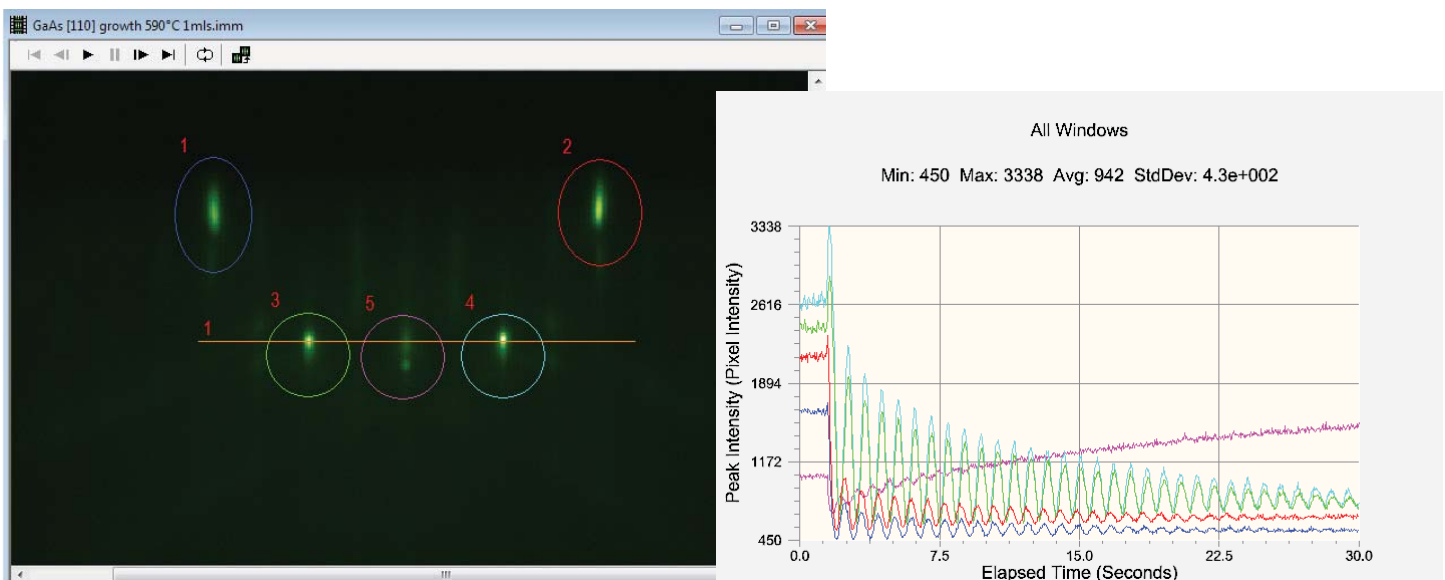 GaAs [110] growth 590°C 1mls.imm
1
2
3
5
4
1
All Windows
Min: 450 Max: 3338 Avg: 942 StdDev: 4.3e+002
Peak Intensity (Pixel Intensity)
3338
2616
1894
1172
450
0.0 7.5 15.0 22.5 30.0
Elapsed Time (Seconds)